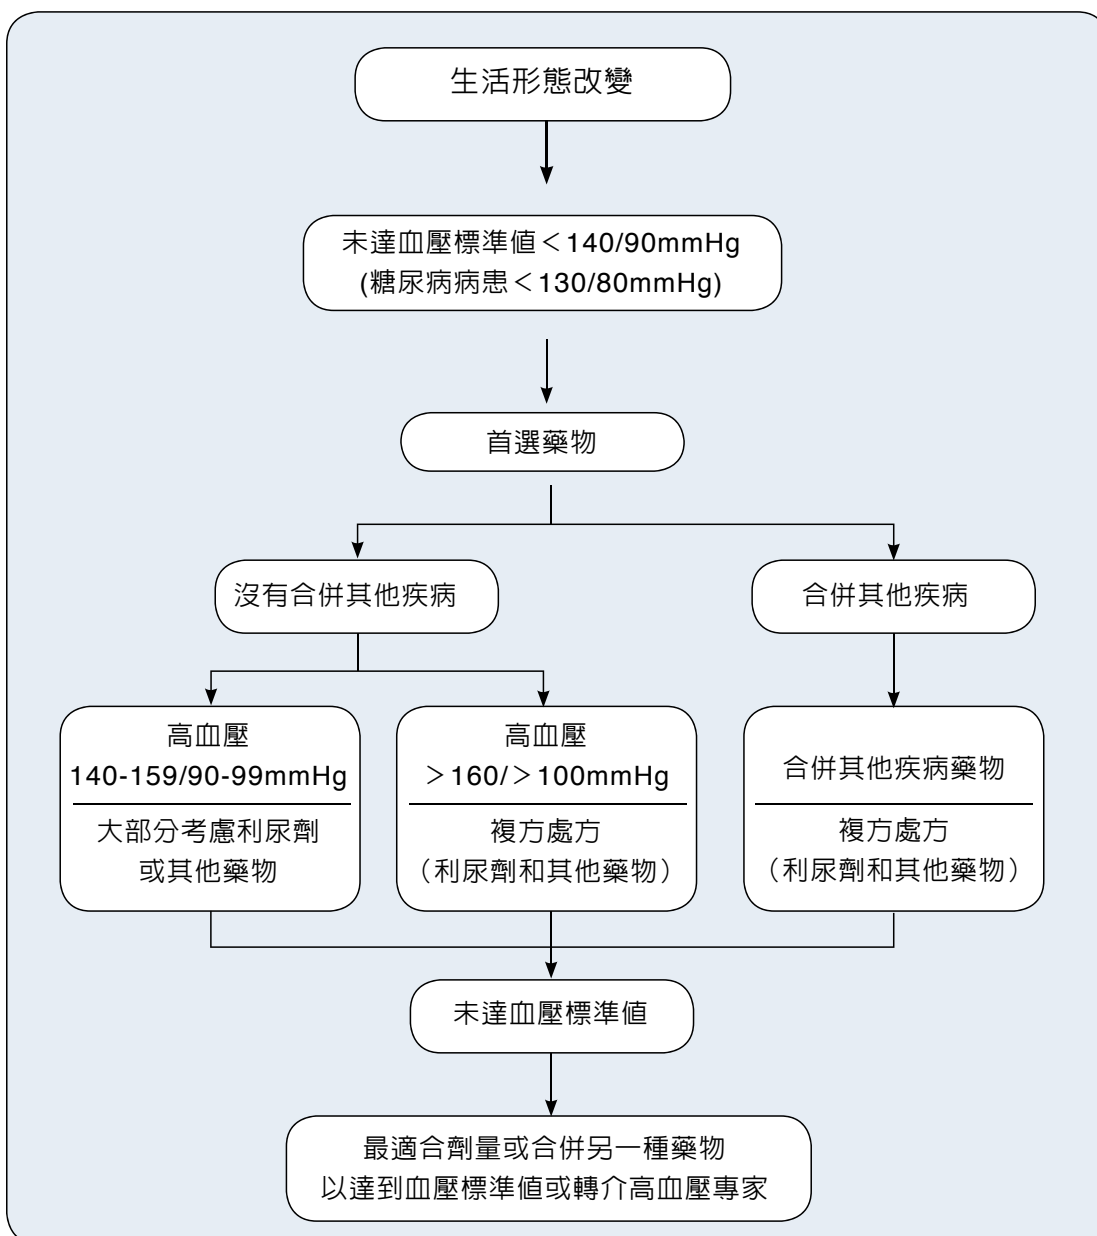 生活形態改變
未達血壓標準值＜140/90mmHg
(糖尿病病患＜130/80mmHg)
首選藥物
沒有合併其他疾病
合併其他疾病
高血壓
140-159/90-99mmHg
大部分考慮利尿劑
或其他藥物
高血壓
＞160/＞100mmHg
複方處方
（利尿劑和其他藥物）
合併其他疾病藥物
複方處方
（利尿劑和其他藥物）
未達血壓標準值
最適合劑量或合併另一種藥物
以達到血壓標準值或轉介高血壓專家